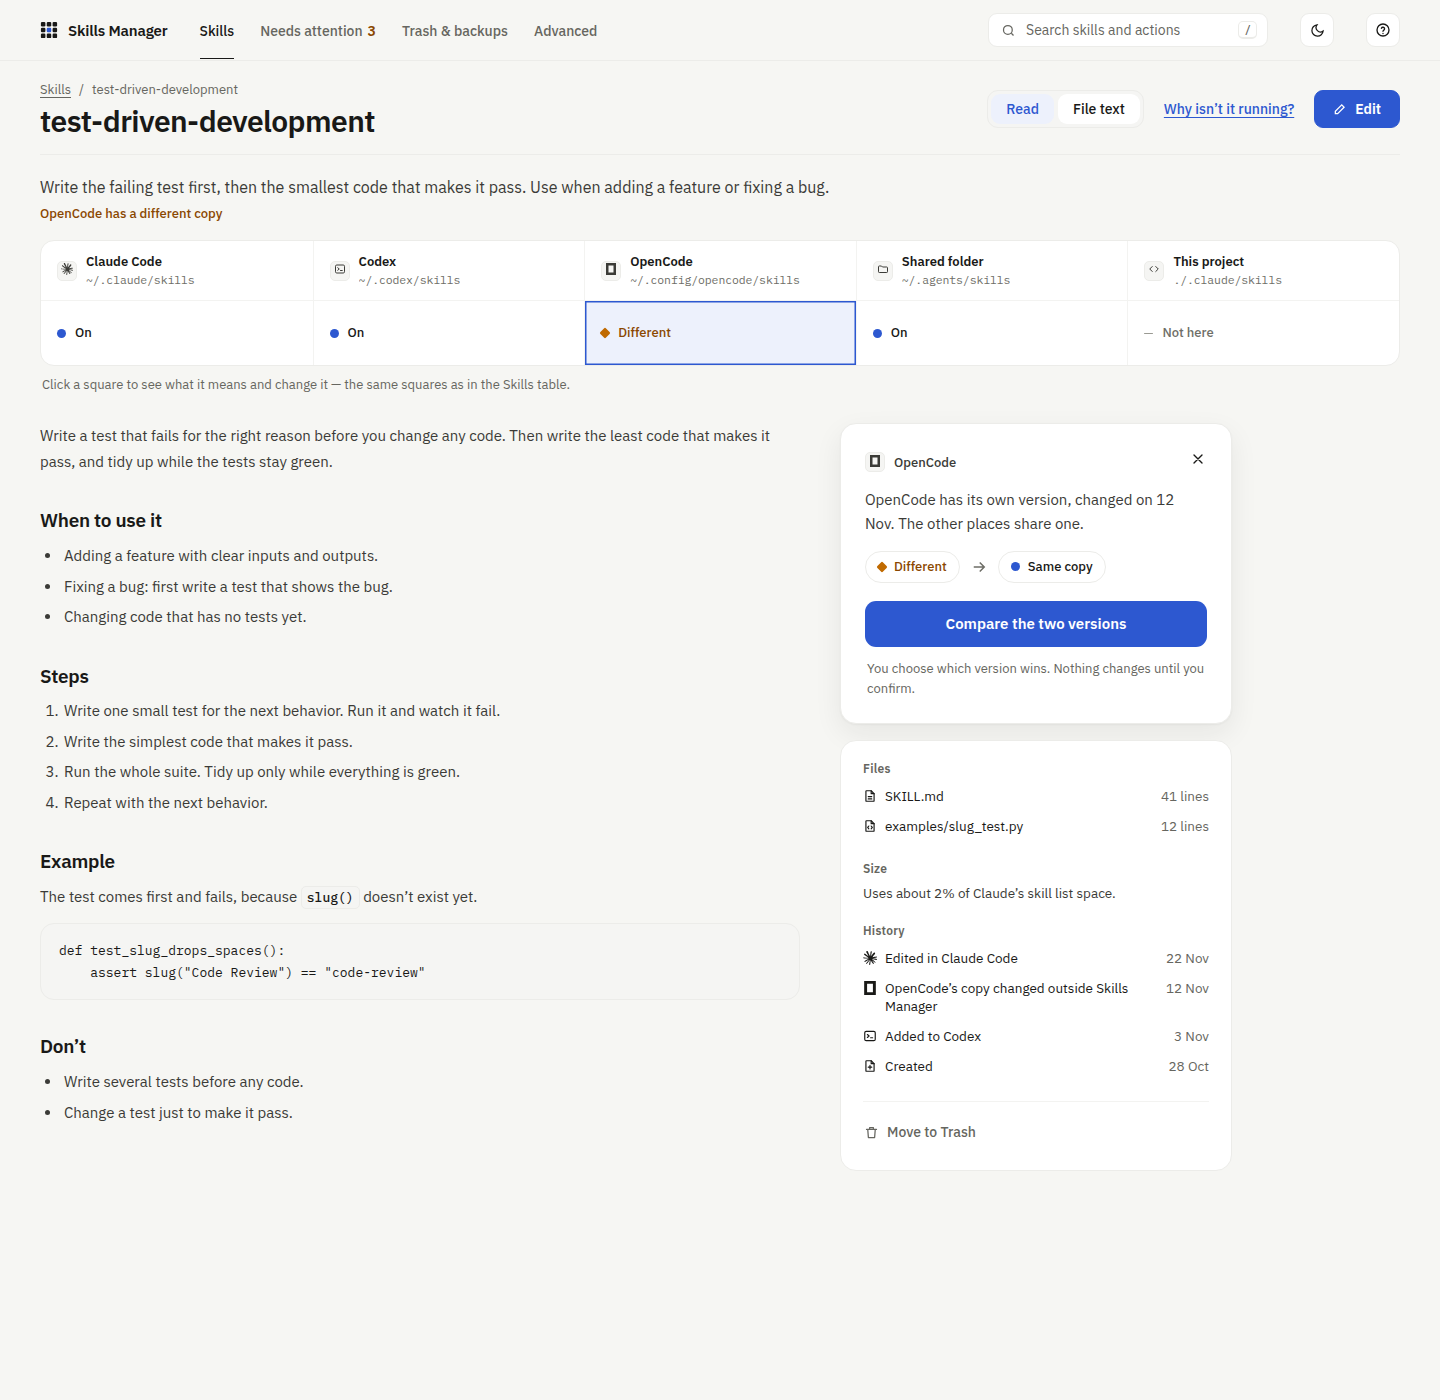 Skills Manager
Skills
Needs attention 3
Trash & backups
Advanced
Search skills and actions
/
Skills / test-driven-development
test-driven-development
Read
File text
Why isn’t it running?
Edit
Write the failing test first, then the smallest code that makes it pass. Use when adding a feature or fixing a bug.
OpenCode has a different copy
Claude Code
~/.claude/skills
Codex
~/.codex/skills
OpenCode
~/.config/opencode/skills
Shared folder
~/.agents/skills
This project
./.claude/skills
On
On
Different
On
— Not here
Click a square to see what it means and change it — the same squares as in the Skills table.
Write a test that fails for the right reason before you change any code. Then write the least code that makes it
pass, and tidy up while the tests stay green.
When to use it
• Adding a feature with clear inputs and outputs.
• Fixing a bug: first write a test that shows the bug.
• Changing code that has no tests yet.
Steps
1. Write one small test for the next behavior. Run it and watch it fail.
2. Write the simplest code that makes it pass.
3. Run the whole suite. Tidy up only while everything is green.
4. Repeat with the next behavior.
Example
The test comes first and fails, because slug() doesn’t exist yet.
def test_slug_drops_spaces():
    assert slug("Code Review") == "code-review"
Don’t
• Write several tests before any code.
• Change a test just to make it pass.
OpenCode
OpenCode has its own version, changed on 12
Nov. The other places share one.
Different → Same copy
Compare the two versions
You choose which version wins. Nothing changes until you
confirm.
Files
SKILL.md 41 lines
examples/slug_test.py 12 lines
Size
Uses about 2% of Claude’s skill list space.
History
Edited in Claude Code 22 Nov
OpenCode’s copy changed outside Skills 12 Nov
Manager
Added to Codex 3 Nov
Created 28 Oct
Move to Trash